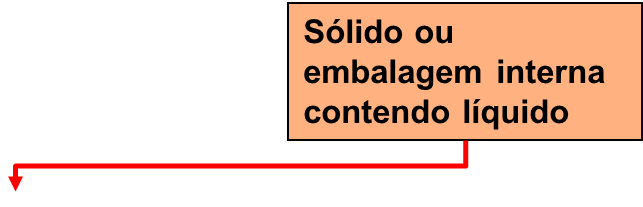 Sólido ou
embalagem interna
contendo líquido